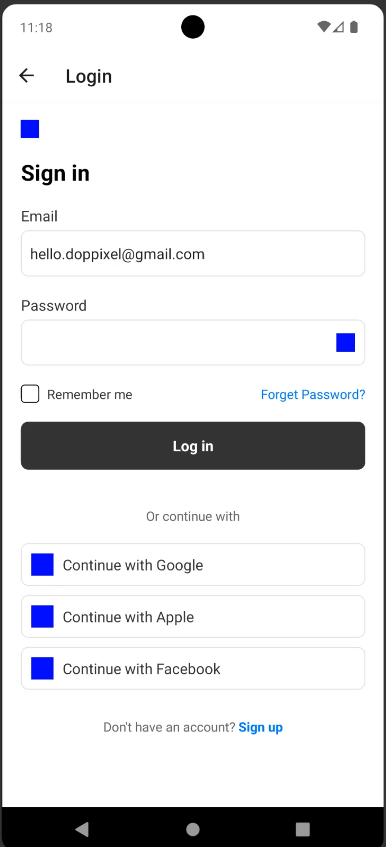 11:18
Login
Sign in
Email
hello.doppixel@gmail.com
Password
Remember me
Forget Password?
Log in
Or continue with
Continue with Google
Continue with Apple
Continue with Facebook
Don't have an account? Sign up